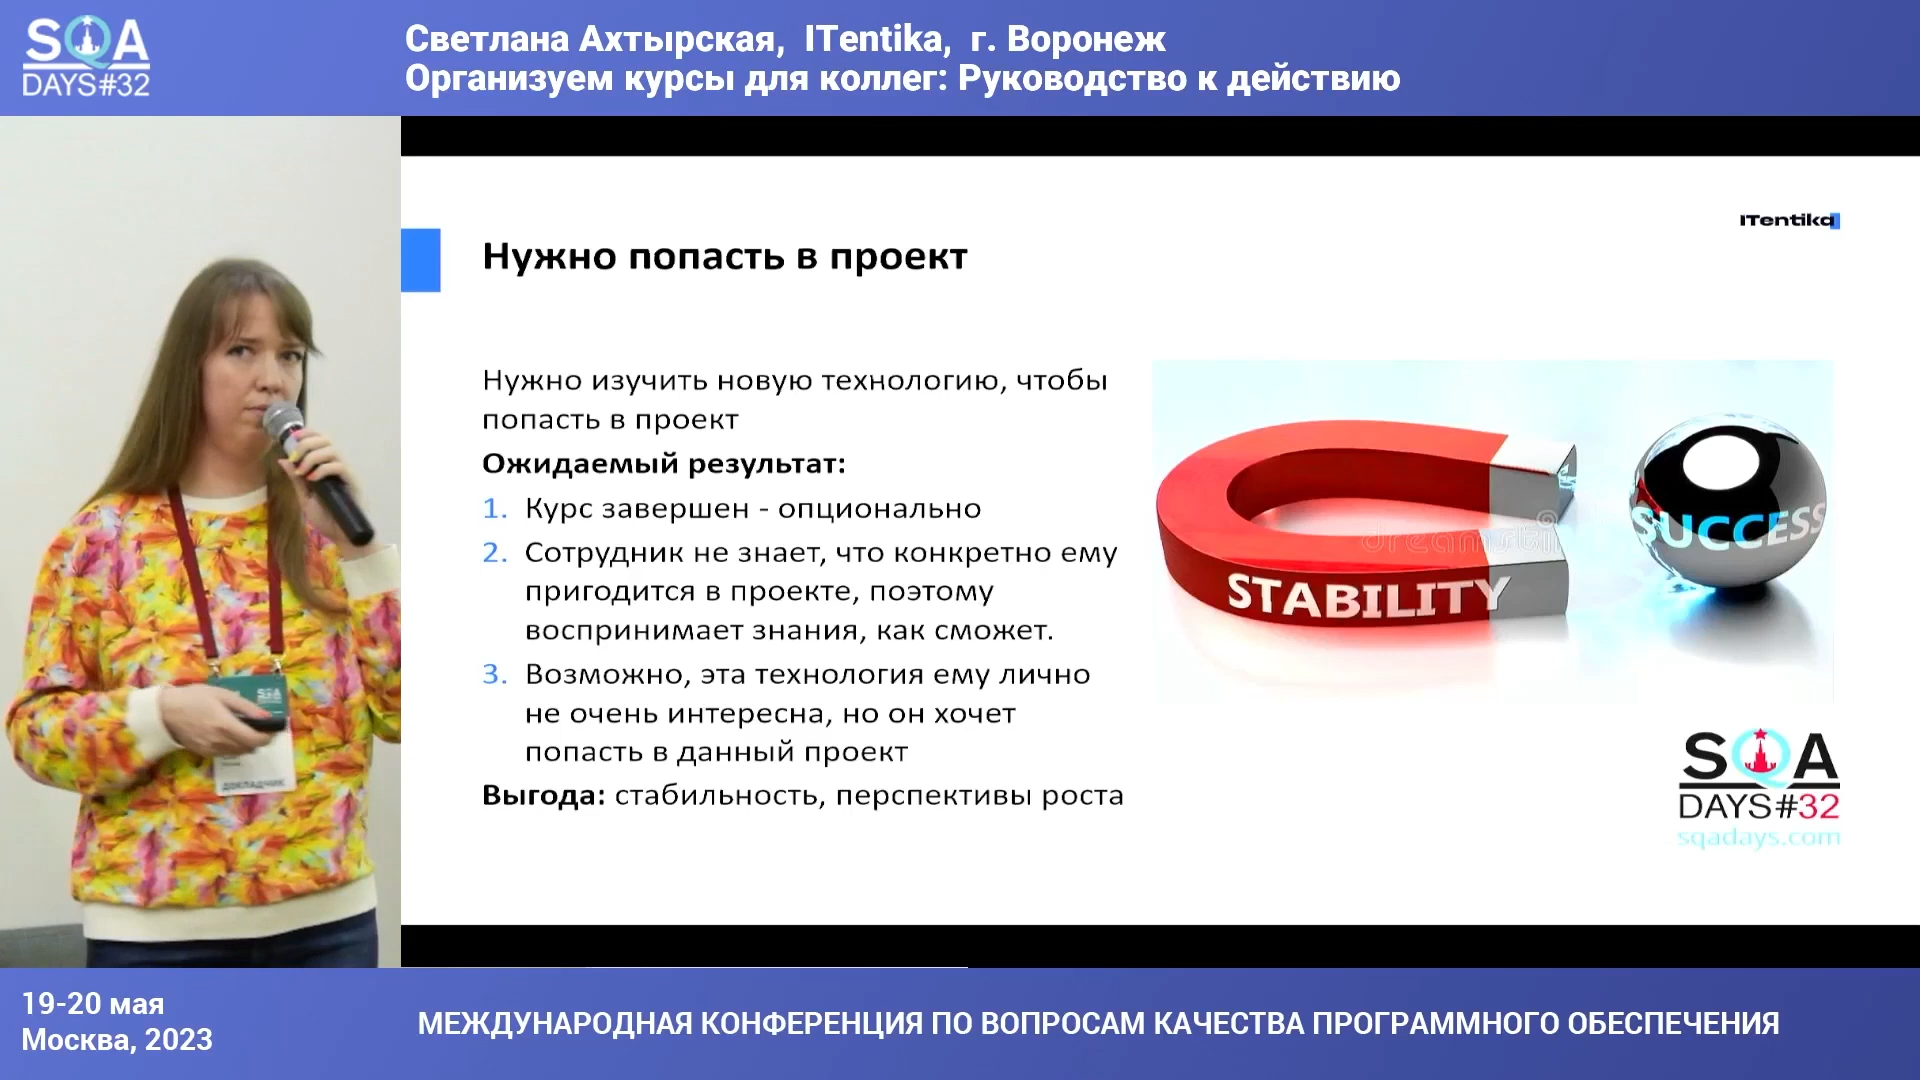 SQA
DAYS#32
Светлана Ахтырская, ITentika, г. Воронеж
Организуем курсы для коллег: Руководство к действию
ITentika
Нужно попасть в проект
Нужно изучить новую технологию, чтобы
попасть в проект
Ожидаемый результат:
1. Курс завершен - опционально
2. Сотрудник не знает, что конкретно ему
пригодится в проекте, поэтому
воспринимает знания, как сможет.
3. Возможно, эта технология ему лично
не очень интересна, но он хочет
попасть в данный проект
Выгода: стабильность, перспективы роста
STABILITY
SUCCESS
SQA
ДОКЛАДЧИК
SQA
DAYS#32
sqadays.com
19-20 мая
Москва, 2023
МЕЖДУНАРОДНАЯ КОНФЕРЕНЦИЯ ПО ВОПРОСАМ КАЧЕСТВА ПРОГРАММНОГО ОБЕСПЕЧЕНИЯ